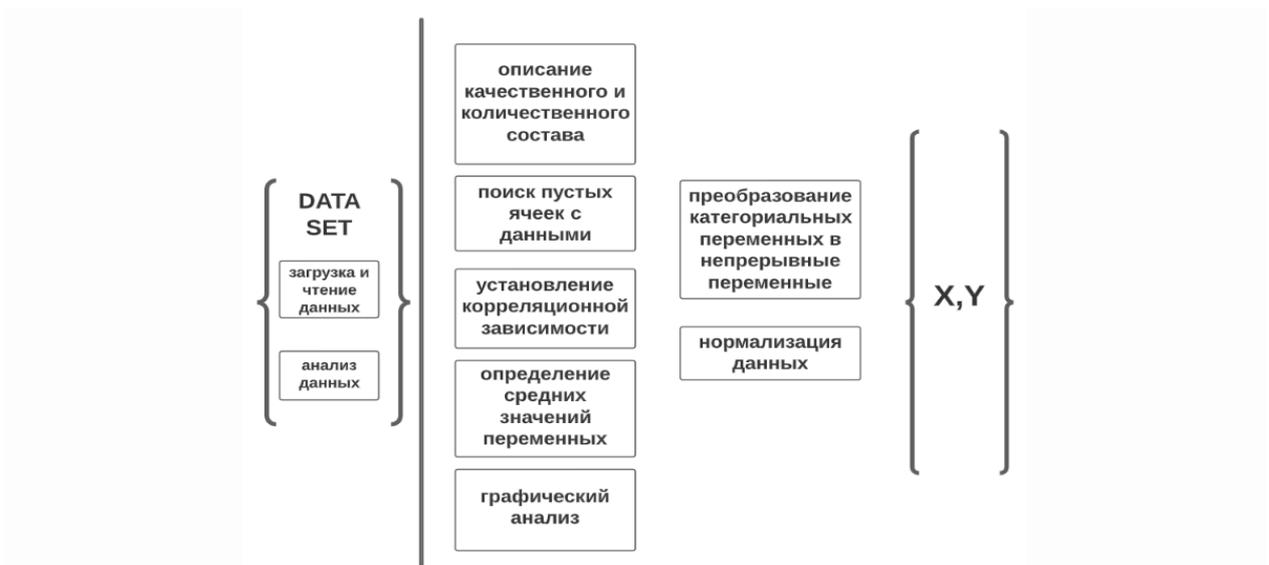 DATA
SET
загрузка и
чтение
данных
анализ
данных
описание
качественного и
количественного
состава
поиск пустых
ячеек с
данными
установление
корреляционной
зависимости
определение
средних
значений
переменных
графический
анализ
преобразование
категориальных
переменных в
непрерывные
переменные
нормализация
данных
X,Y